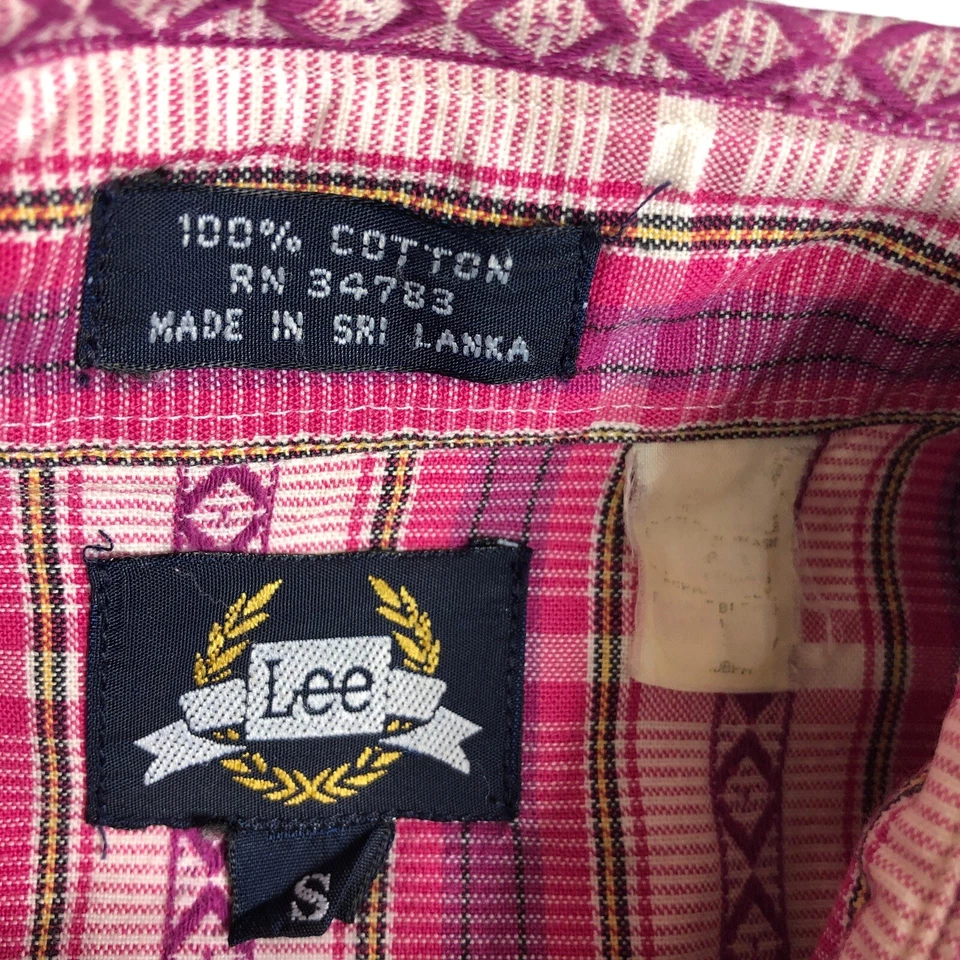 100% COTTON
RN 34783
MADE IN SRI LANKA
Lee
S